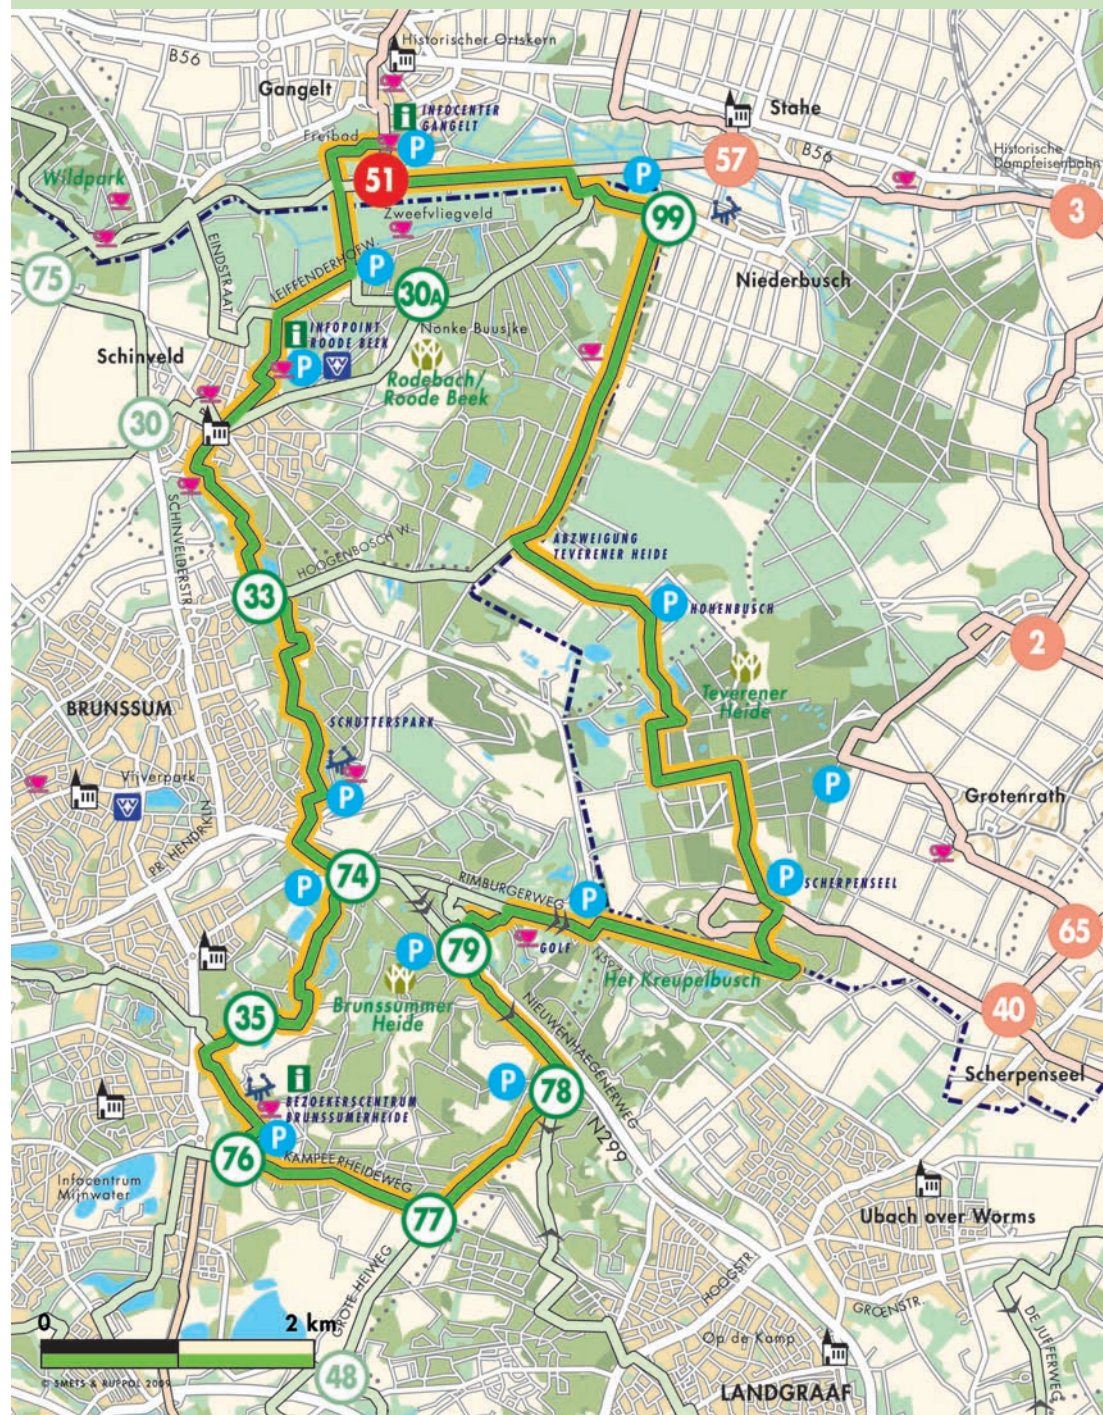 Historischer Ortskern
B56
Gangelt
INFOCENTER
GANGELT
Stahe
Freibad
P
B56
Historische
Dampfeisenbahn
57
P
51
Wildpark
3
Zweefvliegveld
99
EINDSTRAAT
75
P
LEIFFENDERHOFW.
30A
Niederbusch
Nonke Buusjke
INFOPOINT
ROODE BEEK
Schinveld
P
Rodebach/
Roode Beek
30
SCHINVELDERSTR.
HOOGENBOSCH W.
ABZWEIGUNG
TEVERENER HEIDE
33
P
HOHENBUSCH
2
Teverener
Heide
BRUNSSUM
SCHUTTERSPARK
Vijverpark
P
P
Grotenrath
PR. HENDR.
74
P
RIMBURGERWEG
P
SCHERPENSEEL
P
65
79
P
GOLF
Het Kreupelbusch
Brunssummer
Heide
35
NIEUWENHAEGENERWEG
40
Scherpenseel
P
78
BEZOEKERSCENTRUM
BRUNSSUMERHEIDE
P
N299
76
KAMPEERHEIDEWEG
Infocentrum
Mijnwater
77
Ubach over Worms
GROTE HEIWEG
HOOGSTR.
GROENSTR.
DE JUFFERWEG
0 2 km
Op de Kamp
48
© SMETS & RUPPOL 2009
LANDGRAAF